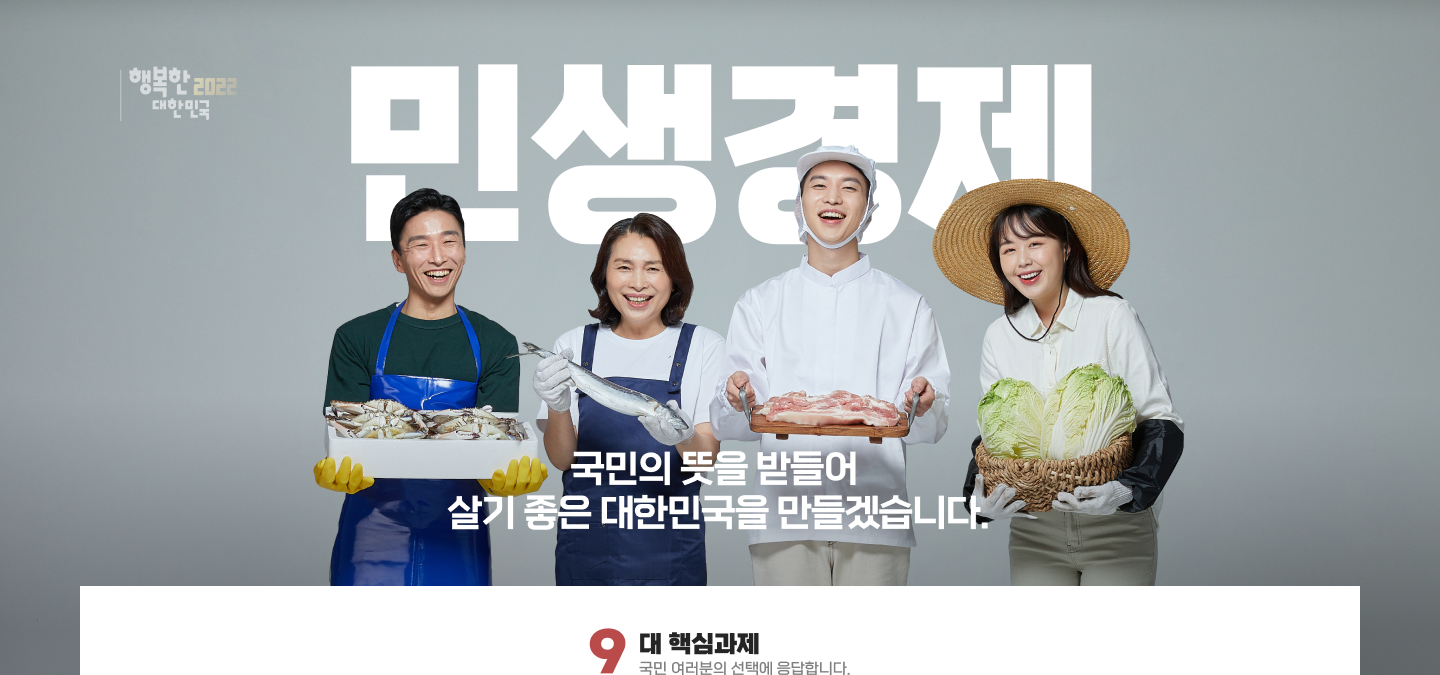 행복한 2022
대한민국
민생경제
국민의 뜻을 받들어
살기 좋은 대한민국을 만들겠습니다.
9 대 핵심과제
국민 여러분의 선택에 응답합니다.